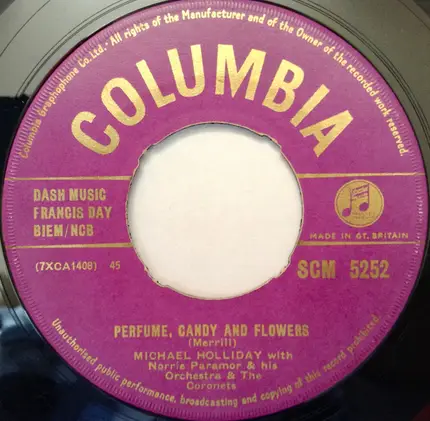 Columbia Graphophone Co. Ltd.- All rights of the Manufacturer and of the Owner of the recorded work reserved.
COLUMBIA
DASH MUSIC
FRANCIS DAY
BIEM/NCB
MADE IN GT. BRITAIN
(7XCA1408) 45
SCM 5252
PERFUME, CANDY AND FLOWERS
(Merrill)
MICHAEL HOLLIDAY with
Norrie Paramor & his
Orchestra & The
Coronets
Unauthorised public performance, broadcasting and copying of this record prohibited.